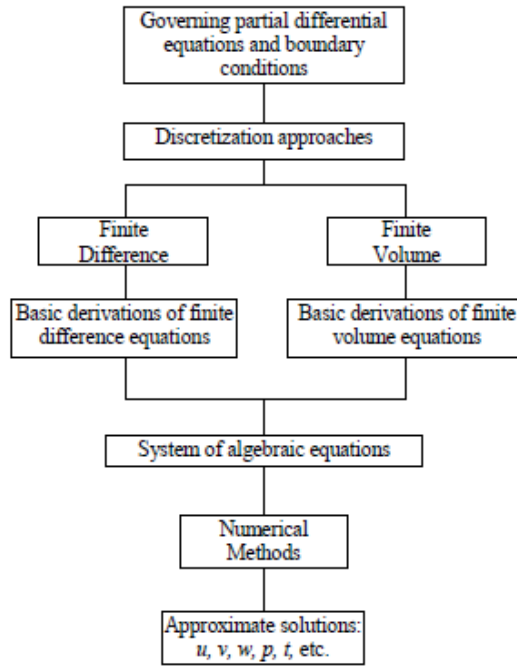 Governing partial differential
equations and boundary
conditions
Discretization approaches
Finite
Difference
Finite
Volume
Basic derivations of finite
difference equations
Basic derivations of finite
volume equations
System of algebraic equations
Numerical
Methods
Approximate solutions:
u, v, w, p, t, etc.